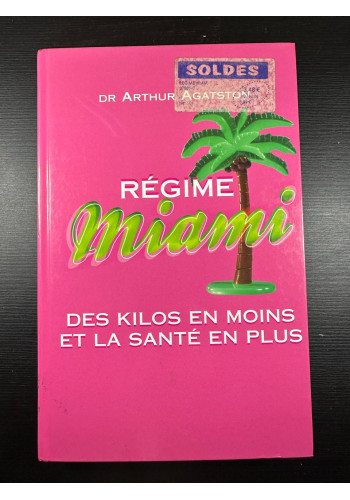 SOLDES
DR ARTHUR AGATSTON
RÉGIME
Miami
DES KILOS EN MOINS
ET LA SANTÉ EN PLUS